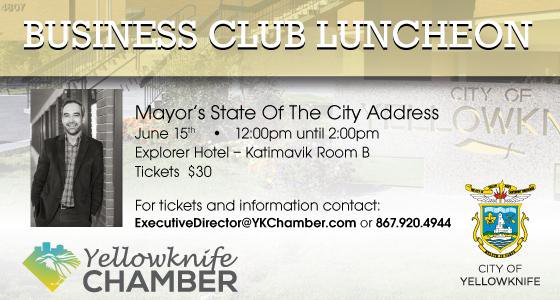 4807
BUSINESS CLUB LUNCHEON
CITY OF
YELLOWKN
Mayor's State Of The City Address
June 15th • 12:00pm until 2:00pm
Explorer Hotel – Katimavik Room B
Tickets $30
For tickets and information contact:
ExecutiveDirector@YKChamber.com or 867.920.4944
Yellowknife
CHAMBER
CITY OF
YELLOWKNIFE